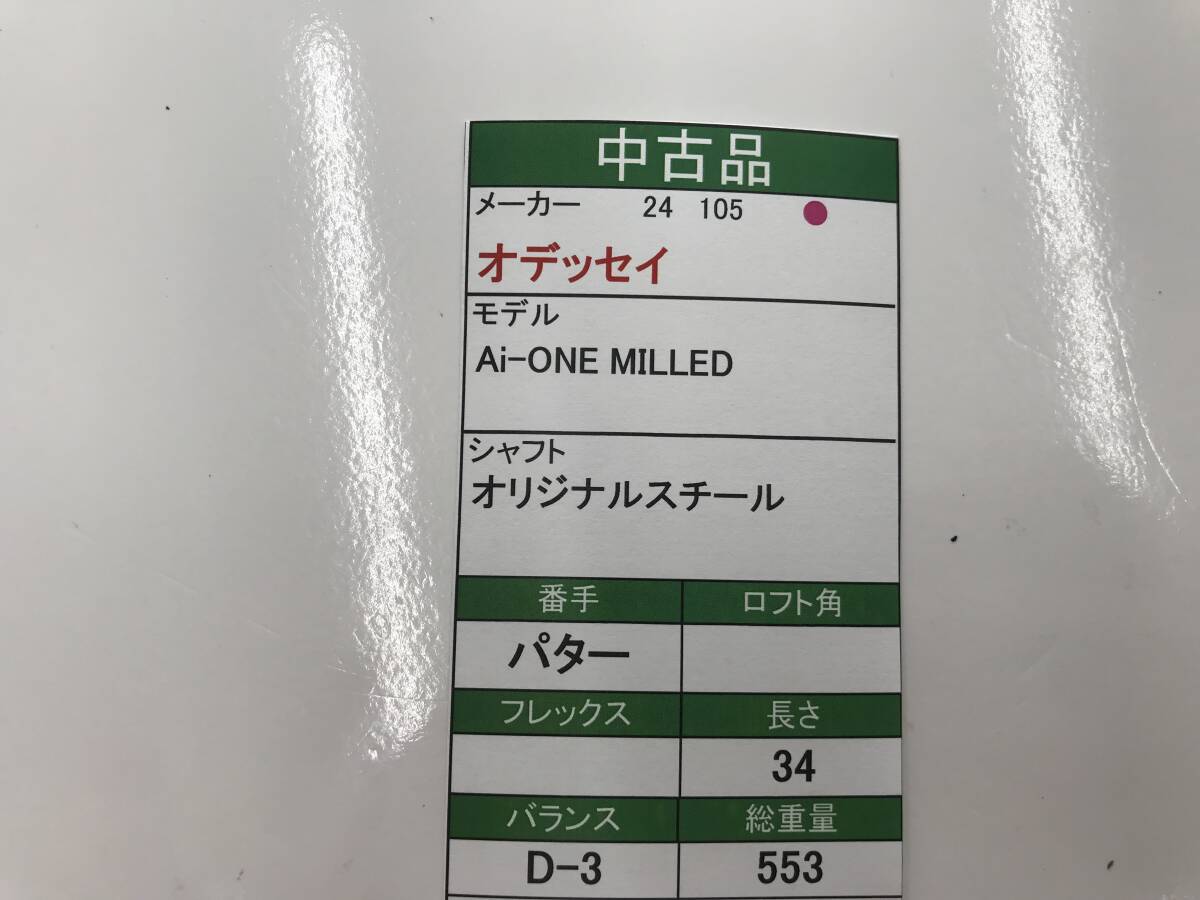 中古品
メーカー 24 105
オデッセイ
モデル
Ai-ONE MILLED
シャフト
オリジナルスチール
番手 ロフト角
パター
フレックス 長さ
34
バランス 総重量
D-3 553